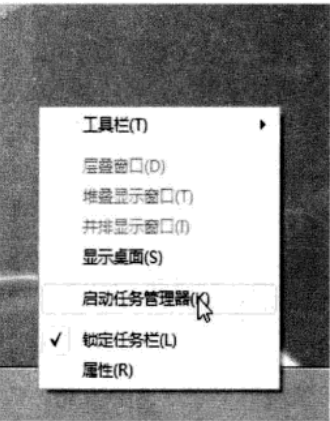 工具栏(T)
层叠窗口(D)
堆叠显示窗口(T)
并排显示窗口(I)
显示桌面(S)
启动任务管理器(K)
锁定任务栏(L)
属性(R)